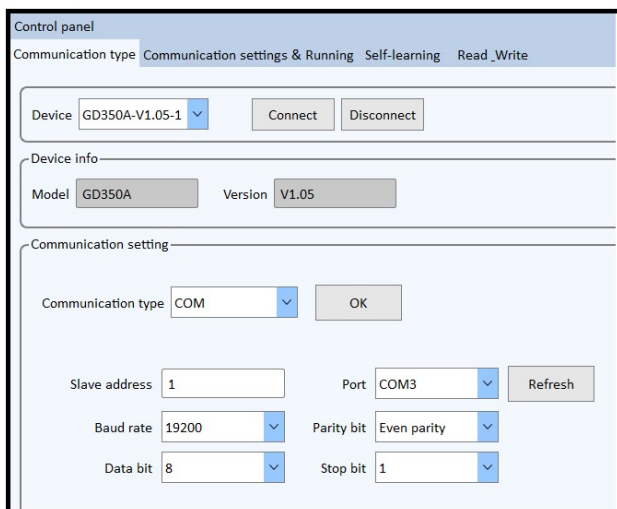 Control panel
Communication type Communication settings & Running Self-learning Read _Write
Device GD350A-V1.05-1 Connect Disconnect
Device info
Model GD350A Version V1.05
Communication setting
Communication type COM OK
Slave address 1 Port COM3 Refresh
Baud rate 19200 Parity bit Even parity
Data bit 8 Stop bit 1